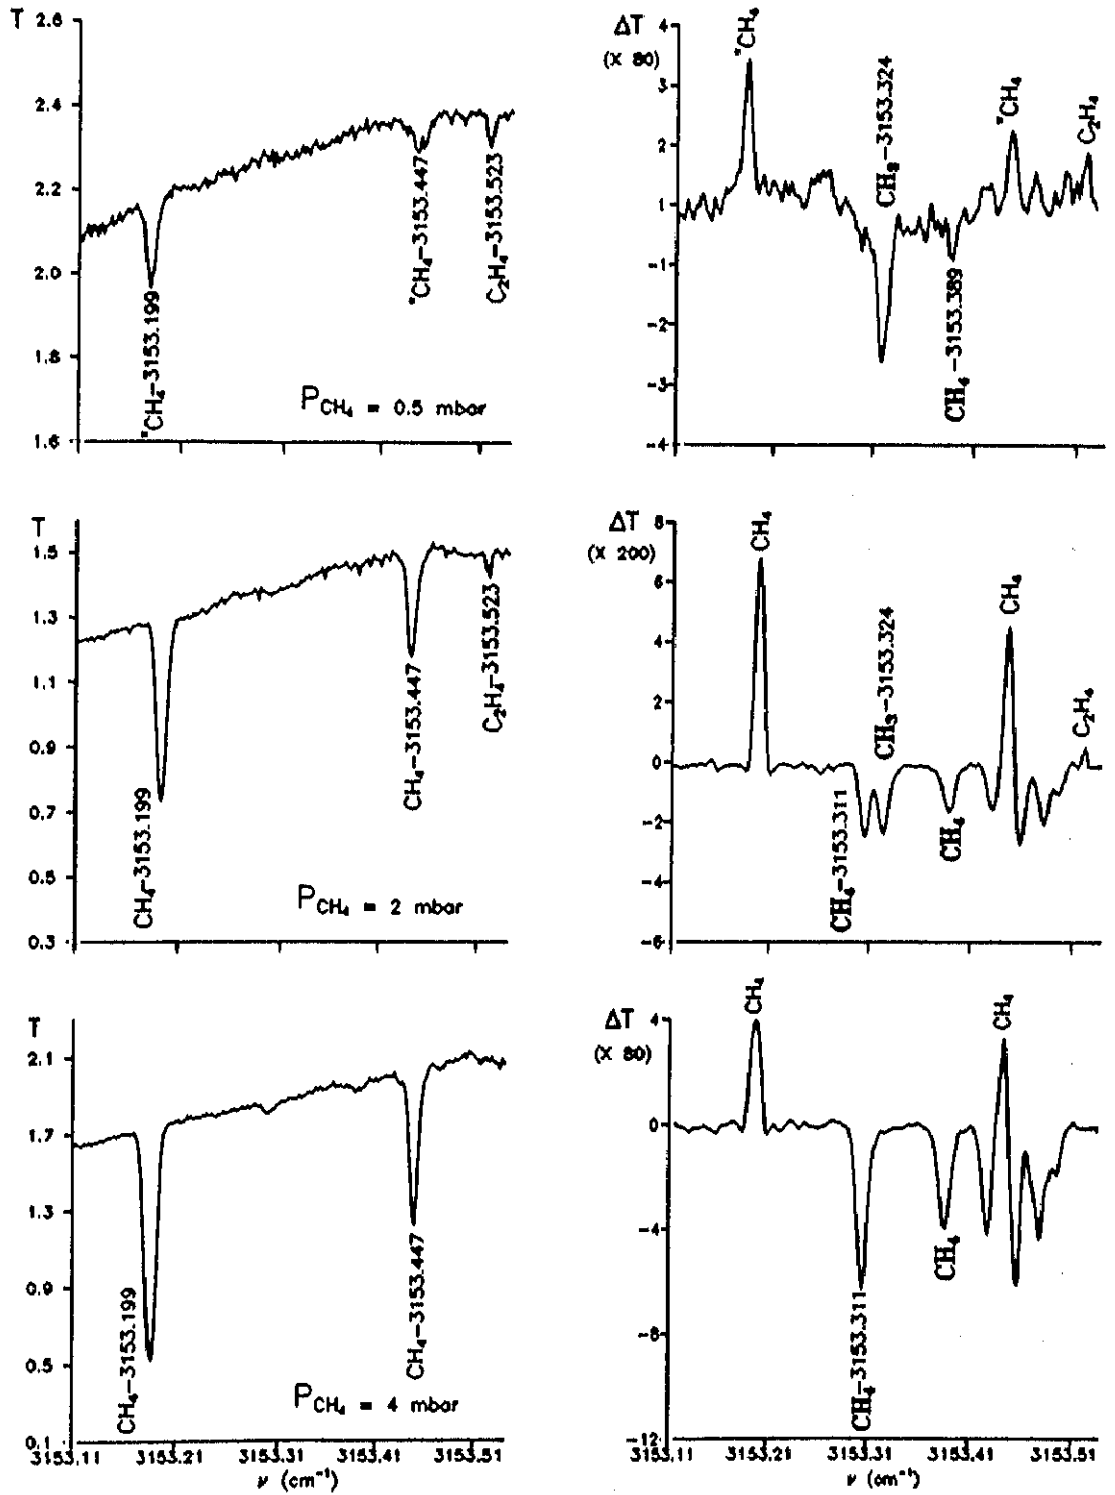 T
2.6
2.4
2.2
2.0
1.8
1.6
*CH₄-3153.199
*CH₄-3153.447
C₂H₄-3153.523
P_CH₄ = 0.5 mbar
ΔT
(X 80)
4
3
2
1
-1
-2
-3
-4
*CH₄
CH₃-3153.324
CH₄-3153.389
*CH₄
C₂H₄
T
1.5
1.3
1.1
0.9
0.7
0.5
0.3
CH₄-3153.199
CH₄-3153.447
C₂H₄-3153.523
P_CH₄ = 2 mbar
ΔT
(X 200)
8
6
4
2
0
-2
-4
-6
CH₄
CH₄-3153.311
CH₃-3153.324
CH₄
CH₄
C₂H₄
T
2.1
1.7
1.3
0.9
0.5
0.1
CH₄-3153.199
CH₄-3153.447
P_CH₄ = 4 mbar
3153.11 3153.21 3153.31 3153.41 3153.51
ν (cm⁻¹)
ΔT
(X 80)
4
0
-4
-8
-12
CH₄
CH₄-3153.311
CH₄
CH₄
3153.11 3153.21 3153.31 3153.41 3153.51
ν (cm⁻¹)